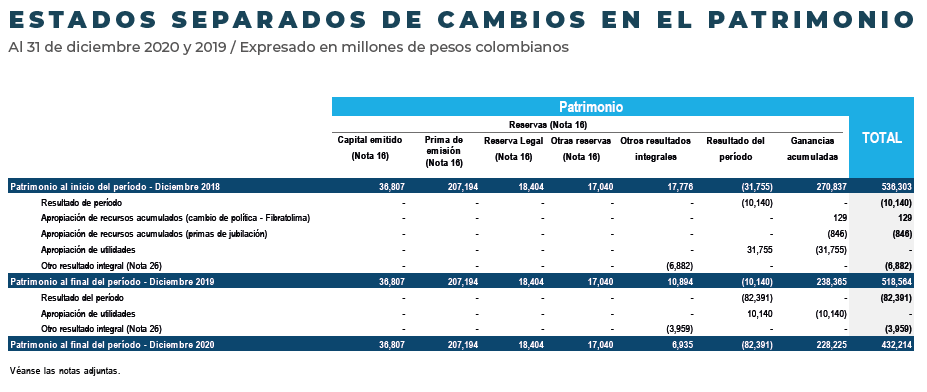 ESTADOS SEPARADOS DE CAMBIOS EN EL PATRIMONIO
Al 31 de diciembre 2020 y 2019 / Expresado en millones de pesos colombianos
Patrimonio
Reservas (Nota 16)
Capital emitido (Nota 16) Prima de emisión (Nota 16) Reserva Legal (Nota 16) Otras reservas (Nota 16) Otros resultados integrales Resultado del período Ganancias acumuladas TOTAL
Patrimonio al inicio del período - Diciembre 2018 36,807 207,194 18,404 17,040 17,776 (31,755) 270,837 536,303
Resultado de período - - - - - (10,140) - (10,140)
Apropiación de recursos acumulados (cambio de política - Fibratolima) - - - - - - 129 129
Apropiación de recursos acumulados (primas de jubilación) - - - - - - (846) (846)
Apropiación de utilidades - - - - - 31,755 (31,755) -
Otro resultado integral (Nota 26) - - - - (6,882) - - (6,882)
Patrimonio al final del período - Diciembre 2019 36,807 207,194 18,404 17,040 10,894 (10,140) 238,365 518,564
Resultado del período - - - - - (82,391) - (82,391)
Apropiación de utilidades - - - - - 10,140 (10,140) -
Otro resultado integral (Nota 26) - - - - (3,959) - - (3,959)
Patrimonio al final del período - Diciembre 2020 36,807 207,194 18,404 17,040 6,935 (82,391) 228,225 432,214
Véanse las notas adjuntas.